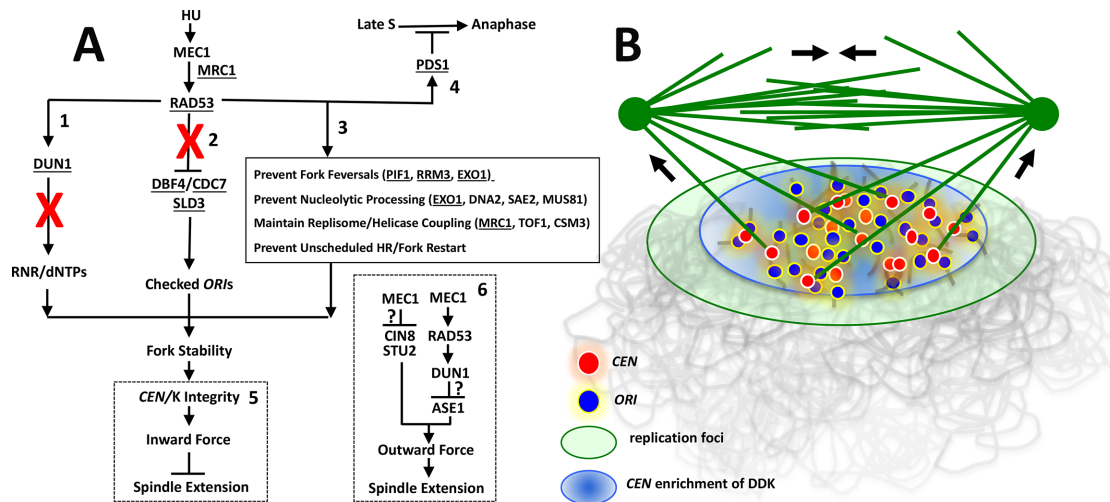 A
HU
MEC1
MRC1
RAD53
Late S
Anaphase
PDS1
4
1
2
3
X
DUN1
X
DBF4/CDC7
SLD3
Prevent Fork Feversals (PIF1, RRM3, EXO1)
Prevent Nucleolytic Processing (EXO1, DNA2, SAE2, MUS81)
Maintain Replisome/Helicase Coupling (MRC1, TOF1, CSM3)
Prevent Unscheduled HR/Fork Restart
RNR/dNTPs
Checked ORIs
Fork Stability
CEN/K Integrity
5
Inward Force
Spindle Extension
6
MEC1
?
CIN8
STU2
MEC1
RAD53
DUN1
?
ASE1
Outward Force
Spindle Extension
B
CEN
ORI
replication foci
CEN enrichment of DDK